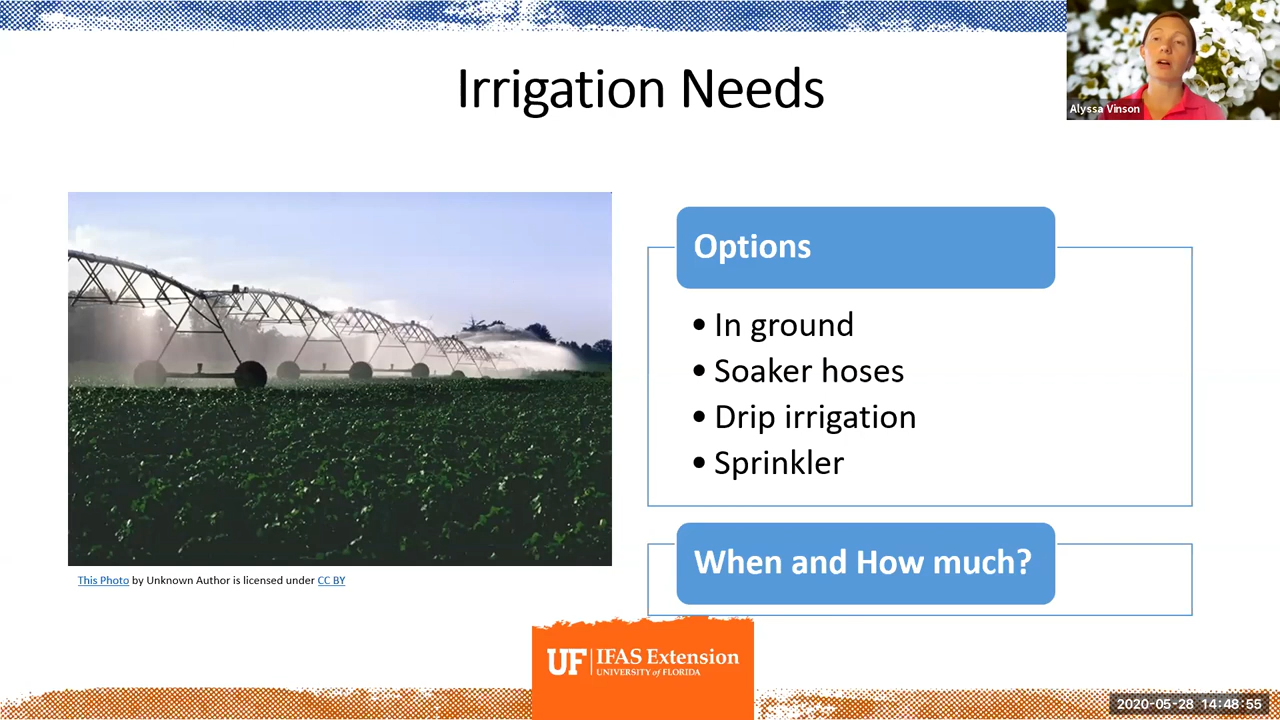 Irrigation Needs
Alyssa Vinson
Options
• In ground
• Soaker hoses
• Drip irrigation
• Sprinkler
When and How much?
This Photo by Unknown Author is licensed under CC BY
UF IFAS Extension
UNIVERSITY of FLORIDA
2020-05-28 14:48:55